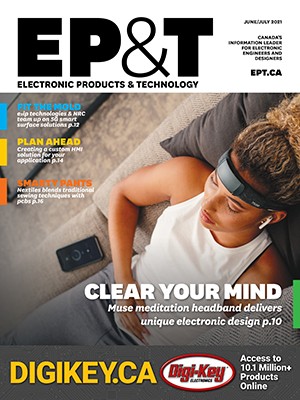 JUNE/JULY 2021
EP&T
ELECTRONIC PRODUCTS & TECHNOLOGY
CANADA'S
INFORMATION LEADER
FOR ELECTRONIC
ENGINEERS AND
DESIGNERS
EPT.CA
FIT THE MOLD
e2ip technologies & NRC
team up on 5G smart
surface solutions p.12
PLAN AHEAD
Creating a custom HMI
solution for your
application p.14
SMARTY PARTS
Nextiles blends traditional
sewing techniques with
pcbs p.16
CLEAR YOUR MIND
Muse meditation headband delivers
unique electronic design p.10
DIGIKEY.CA
Digi-Key
ELECTRONICS
Access to
10.1 Million+
Products
Online